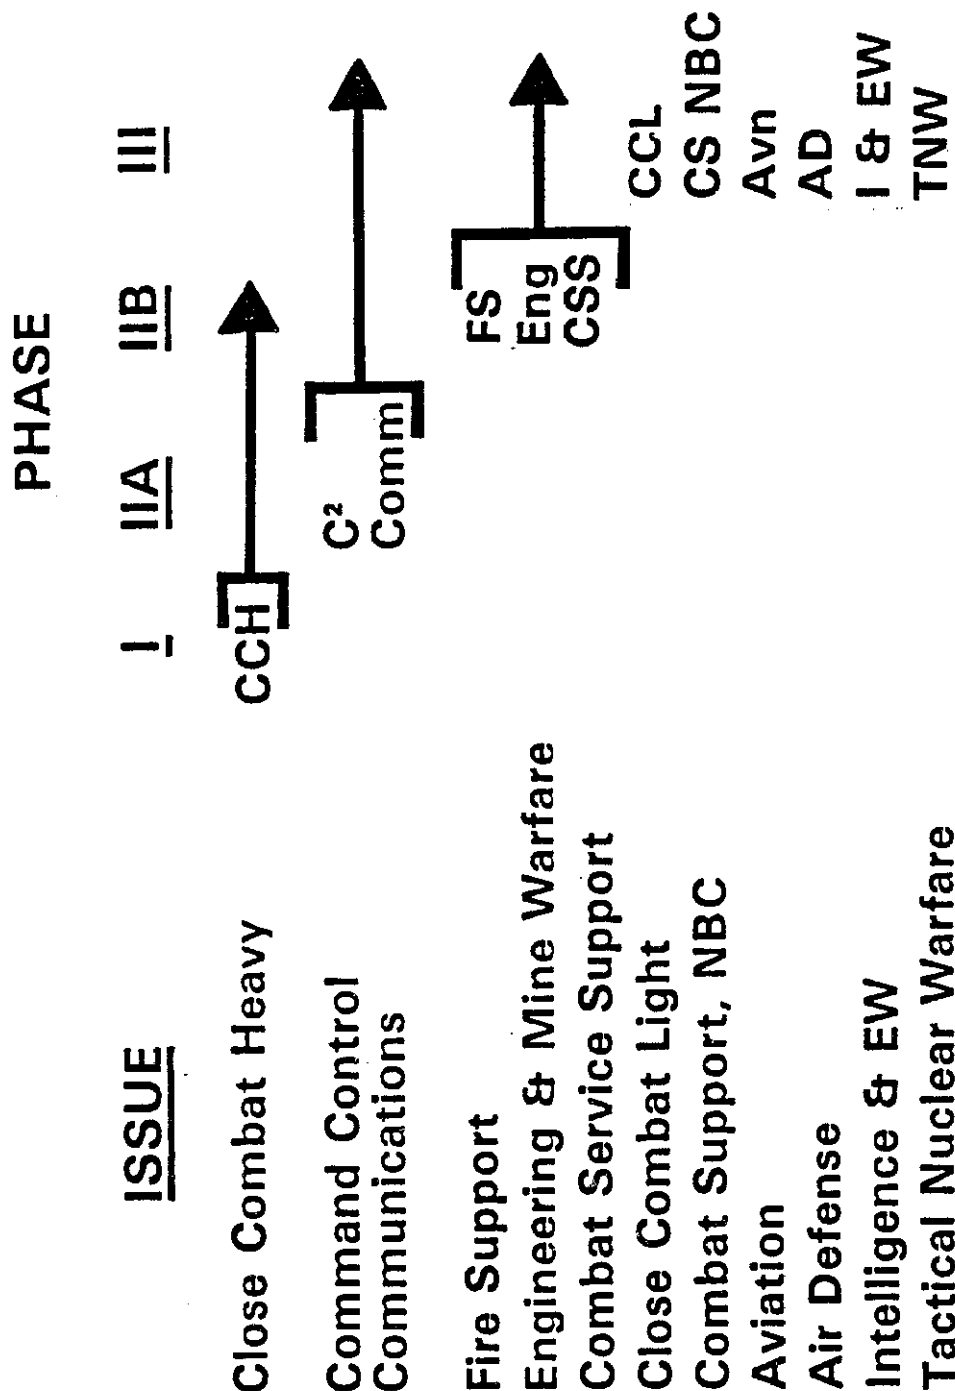 PHASE
ISSUE I IIA IIB III
Close Combat Heavy CCH
Command Control C²
Communications Comm
Fire Support FS
Engineering & Mine Warfare Eng
Combat Service Support CSS
Close Combat Light CCL
Combat Support, NBC CS NBC
Aviation Avn
Air Defense AD
Intelligence & EW I & EW
Tactical Nuclear Warfare TNW